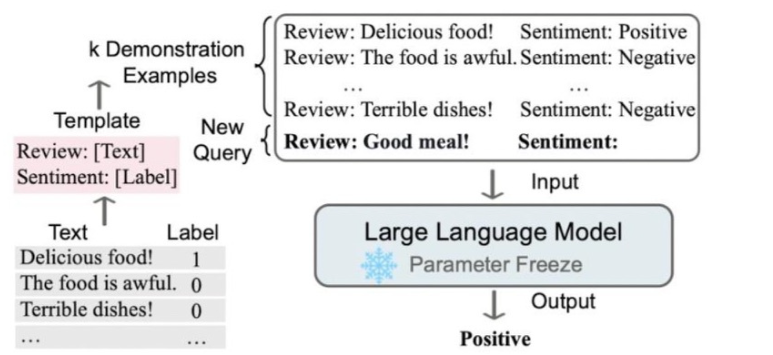 k Demonstration
Examples
Review: Delicious food! Sentiment: Positive
Review: The food is awful. Sentiment: Negative
... ...
Review: Terrible dishes! Sentiment: Negative
New
Query
Review: Good meal! Sentiment:
Template
Review: [Text]
Sentiment: [Label]
Text Label
Delicious food! 1
The food is awful. 0
Terrible dishes! 0
... ...
Input
Large Language Model
Parameter Freeze
Output
Positive